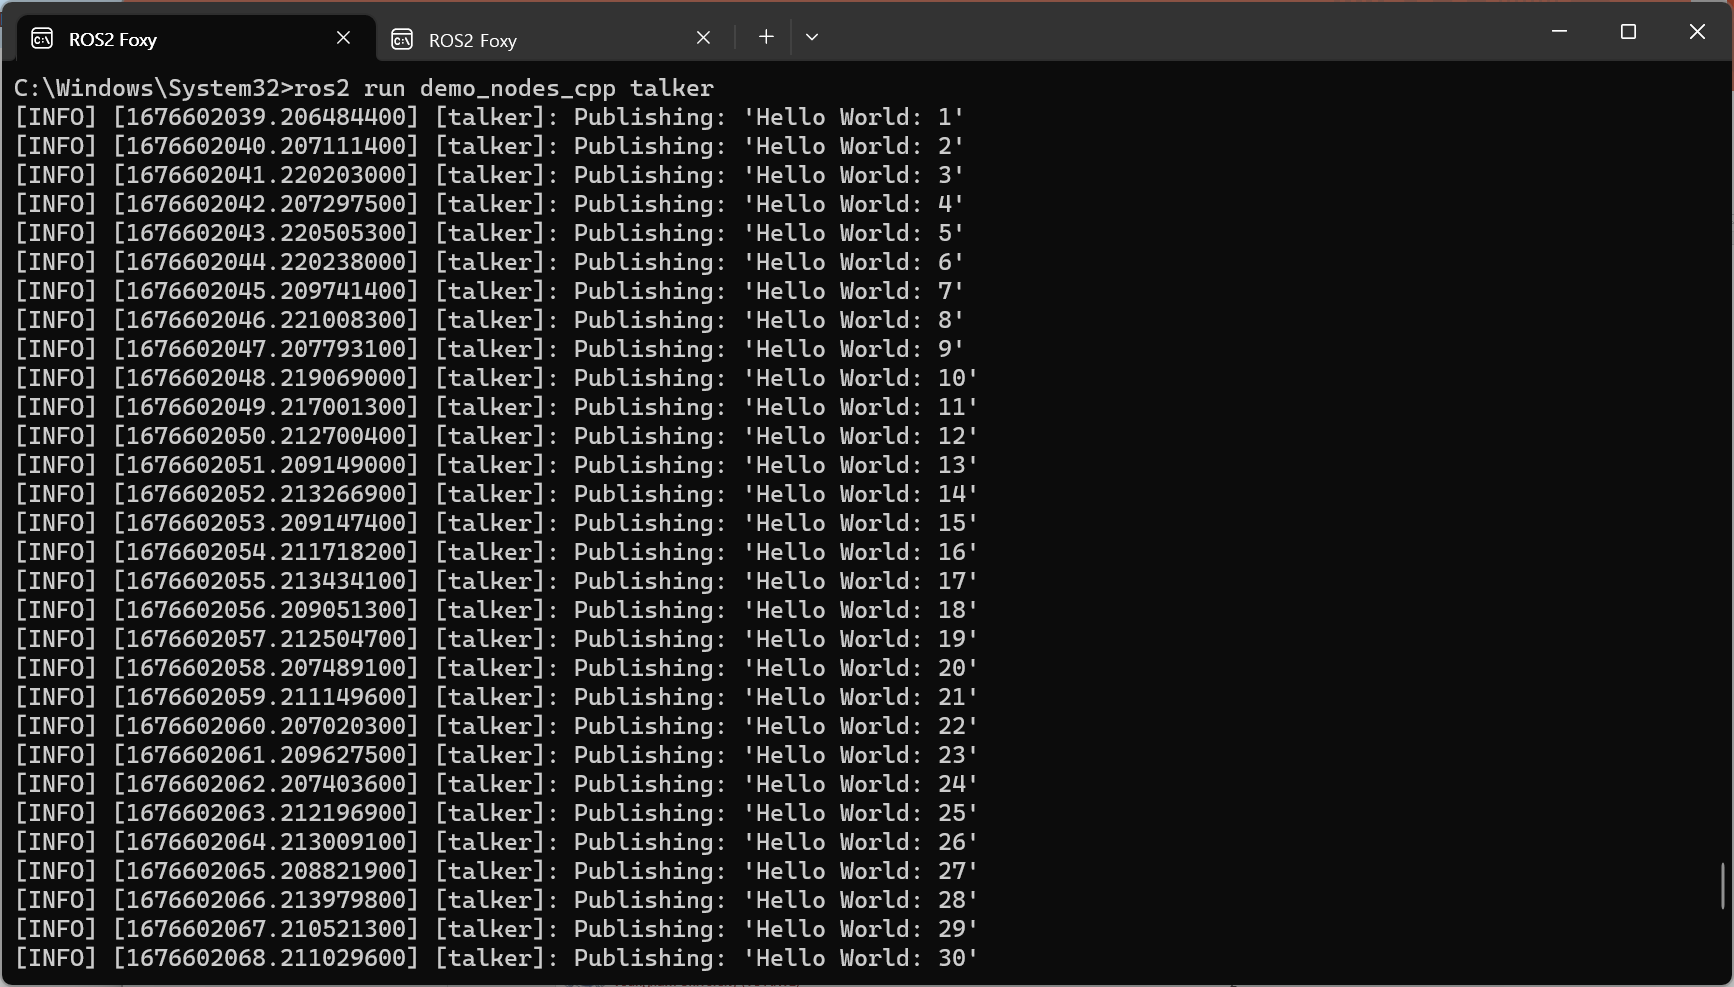 ROS2 Foxy
ROS2 Foxy
C:\Windows\System32>ros2 run demo_nodes_cpp talker
[INFO] [1676602039.206484400] [talker]: Publishing: 'Hello World: 1'
[INFO] [1676602040.207111400] [talker]: Publishing: 'Hello World: 2'
[INFO] [1676602041.220203000] [talker]: Publishing: 'Hello World: 3'
[INFO] [1676602042.207297500] [talker]: Publishing: 'Hello World: 4'
[INFO] [1676602043.220505300] [talker]: Publishing: 'Hello World: 5'
[INFO] [1676602044.220238000] [talker]: Publishing: 'Hello World: 6'
[INFO] [1676602045.209741400] [talker]: Publishing: 'Hello World: 7'
[INFO] [1676602046.221008300] [talker]: Publishing: 'Hello World: 8'
[INFO] [1676602047.207793100] [talker]: Publishing: 'Hello World: 9'
[INFO] [1676602048.219069000] [talker]: Publishing: 'Hello World: 10'
[INFO] [1676602049.217001300] [talker]: Publishing: 'Hello World: 11'
[INFO] [1676602050.212700400] [talker]: Publishing: 'Hello World: 12'
[INFO] [1676602051.209149000] [talker]: Publishing: 'Hello World: 13'
[INFO] [1676602052.213266900] [talker]: Publishing: 'Hello World: 14'
[INFO] [1676602053.209147400] [talker]: Publishing: 'Hello World: 15'
[INFO] [1676602054.211718200] [talker]: Publishing: 'Hello World: 16'
[INFO] [1676602055.213434100] [talker]: Publishing: 'Hello World: 17'
[INFO] [1676602056.209051300] [talker]: Publishing: 'Hello World: 18'
[INFO] [1676602057.212504700] [talker]: Publishing: 'Hello World: 19'
[INFO] [1676602058.207489100] [talker]: Publishing: 'Hello World: 20'
[INFO] [1676602059.211149600] [talker]: Publishing: 'Hello World: 21'
[INFO] [1676602060.207020300] [talker]: Publishing: 'Hello World: 22'
[INFO] [1676602061.209627500] [talker]: Publishing: 'Hello World: 23'
[INFO] [1676602062.207403600] [talker]: Publishing: 'Hello World: 24'
[INFO] [1676602063.212196900] [talker]: Publishing: 'Hello World: 25'
[INFO] [1676602064.213009100] [talker]: Publishing: 'Hello World: 26'
[INFO] [1676602065.208821900] [talker]: Publishing: 'Hello World: 27'
[INFO] [1676602066.213979800] [talker]: Publishing: 'Hello World: 28'
[INFO] [1676602067.210521300] [talker]: Publishing: 'Hello World: 29'
[INFO] [1676602068.211029600] [talker]: Publishing: 'Hello World: 30'